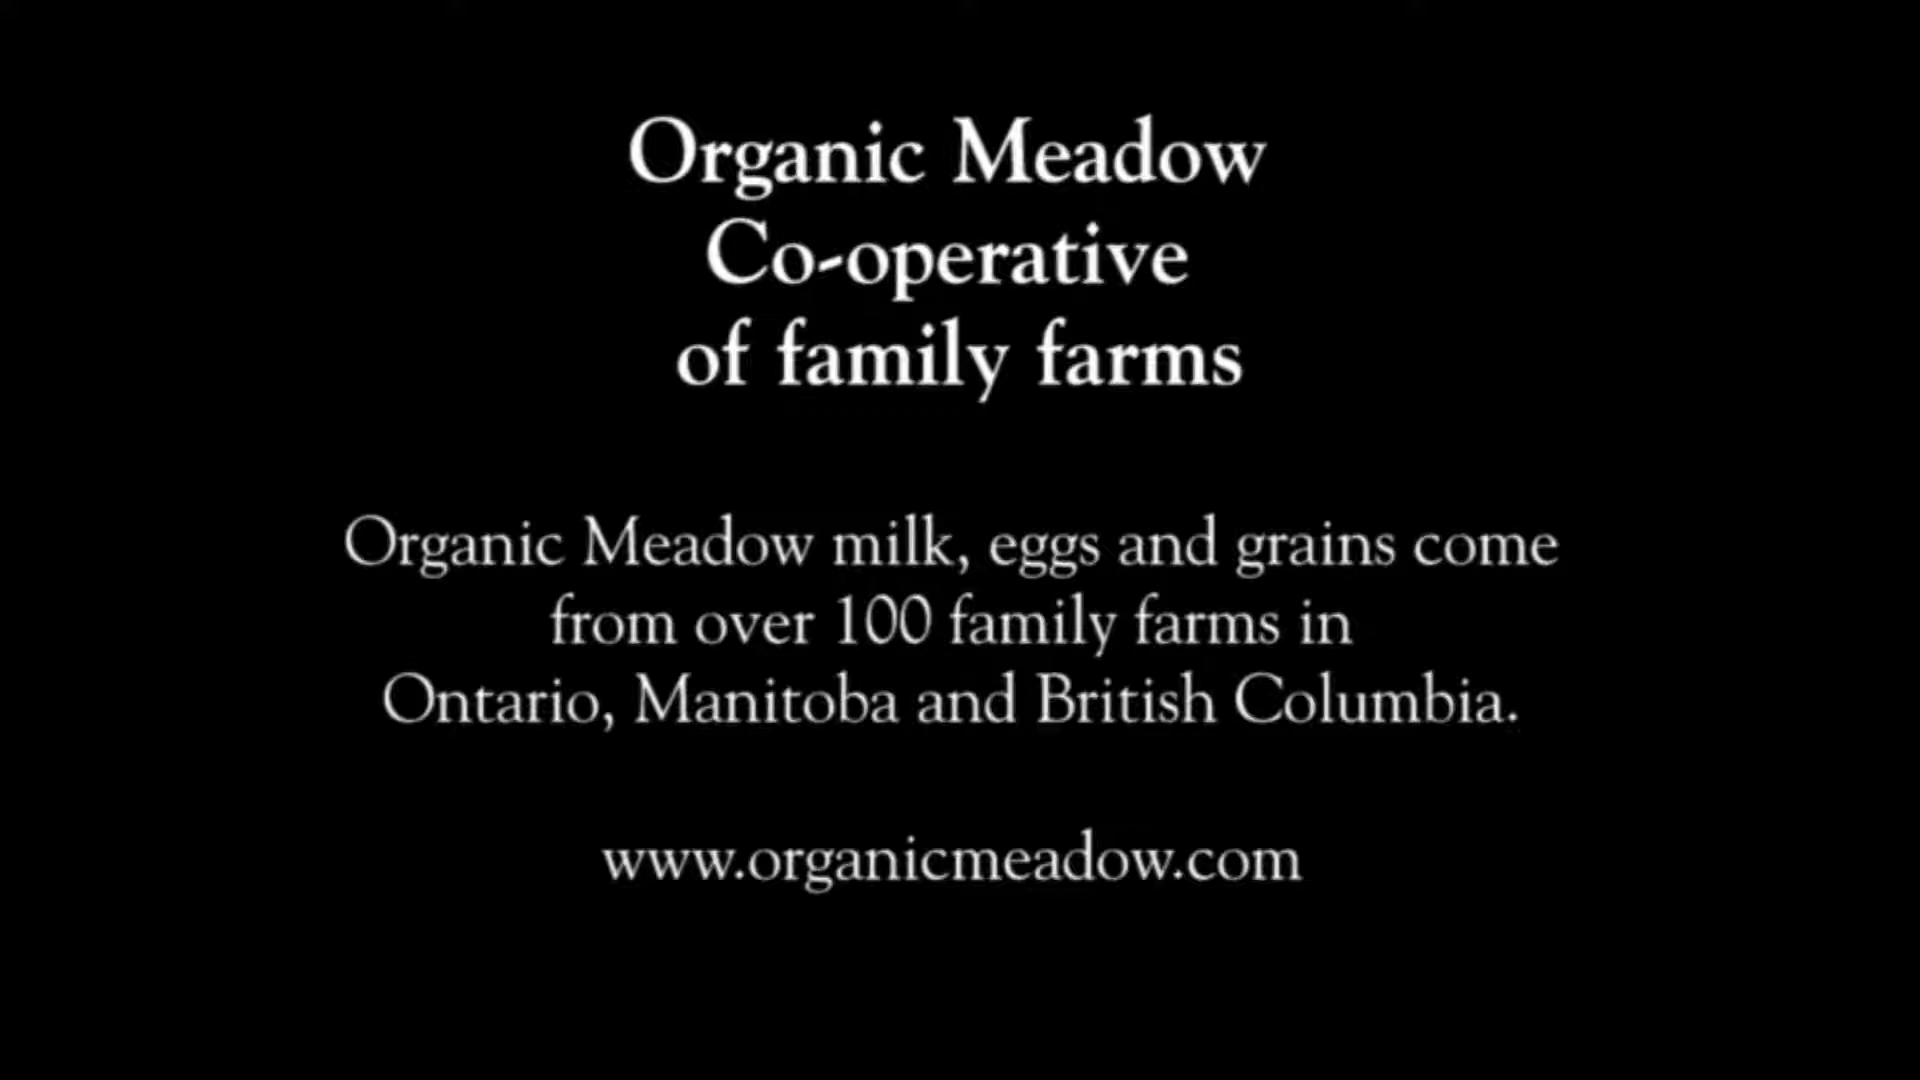 Organic Meadow
Co-operative
of family farms
Organic Meadow milk, eggs and grains come
from over 100 family farms in
Ontario, Manitoba and British Columbia.
www.organicmeadow.com